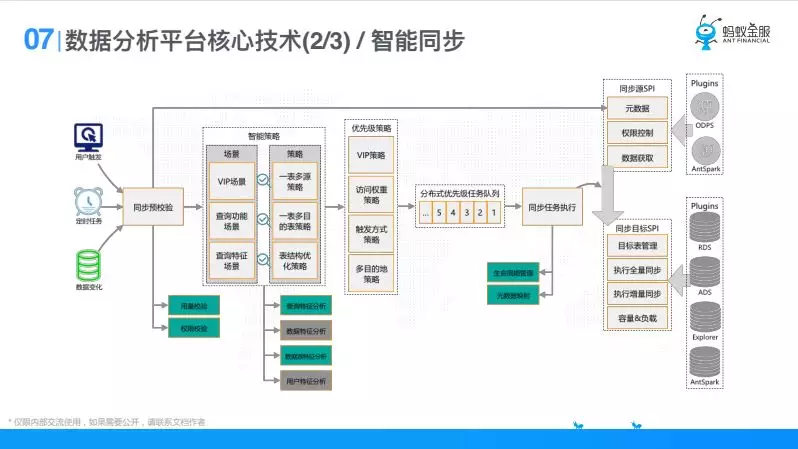 07|数据分析平台核心技术(2/3) / 智能同步
蚂蚁金服
ANT FINANCIAL
用户触发
定时任务
数据变化
同步预校验
用量校验
权限校验
智能策略
场景
策略
VIP场景
一表多源
策略
查询功能
场景
一表多目
的表策略
查询特征
场景
表结构优
化策略
查询特征分析
数据特征分析
数据源特征分析
用户特征分析
优先级策略
VIP策略
访问权重
策略
触发方式
策略
多目的地
策略
分布式优先级任务队列
... 5 4 3 2 1
同步任务执行
生命周期管理
元数据映射
同步源SPI
元数据
权限控制
数据获取
Plugins
ODPS
AntSpark
同步目标SPI
目标表管理
执行全量同步
执行增量同步
容量&负载
Plugins
RDS
ADS
Explorer
AntSpark
* 仅限内部交流使用，如果需要公开，请联系文档作者